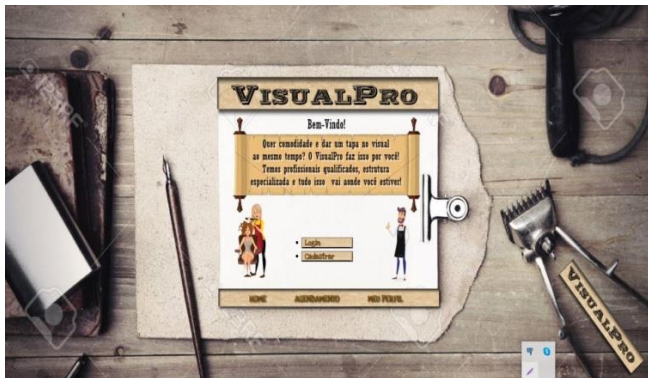 VISUALPRO
Bem-Vindo!
Quer comodidade e dar um tapa no visual
ao mesmo tempo? O VisualPro faz isso por você!
Temos profissionais qualificados, estrutura
especializada e tudo isso vai aonde você estiver!
Login
Cadastrar
HOME AGENDAMENTO MEU PERFIL
VISUALPRO